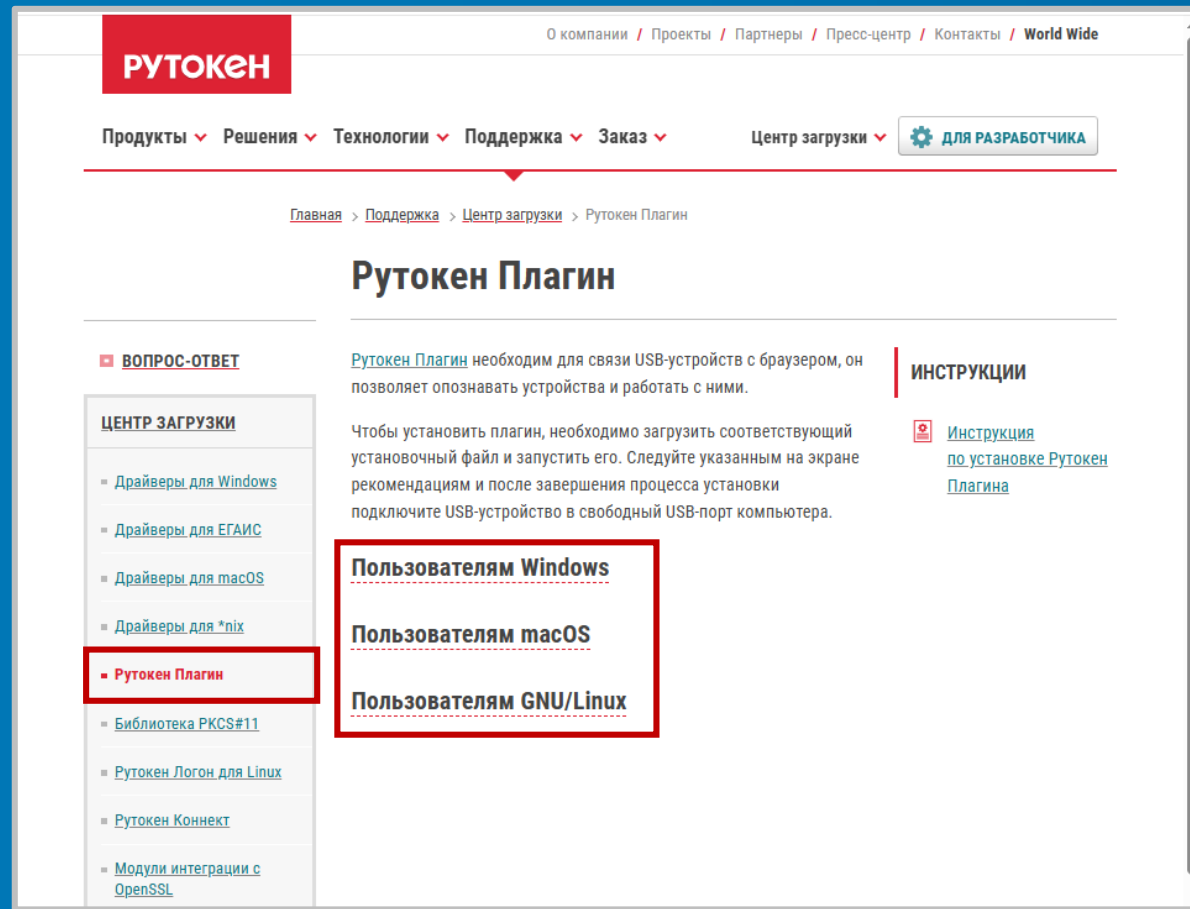 О компании / Проекты / Партнеры / Пресс-центр / Контакты / World Wide
РУТОКЕН
Продукты Решения Технологии Поддержка Заказ Центр загрузки ДЛЯ РАЗРАБОТЧИКА
Главная > Поддержка > Центр загрузки > Рутокен Плагин
Рутокен Плагин
ВОПРОС-ОТВЕТ
ЦЕНТР ЗАГРУЗКИ
Драйверы для Windows
Драйверы для ЕГАИС
Драйверы для macOS
Драйверы для *nix
Рутокен Плагин
Библиотека PKCS#11
Рутокен Логон для Linux
Рутокен Коннект
Модули интеграции с
OpenSSL
Рутокен Плагин необходим для связи USB-устройств с браузером, он
позволяет опознавать устройства и работать с ними.
Чтобы установить плагин, необходимо загрузить соответствующий
установочный файл и запустить его. Следуйте указанным на экране
рекомендациям и после завершения процесса установки
подключите USB-устройство в свободный USB-порт компьютера.
Пользователям Windows
Пользователям macOS
Пользователям GNU/Linux
ИНСТРУКЦИИ
Инструкция
по установке Рутокен
Плагина